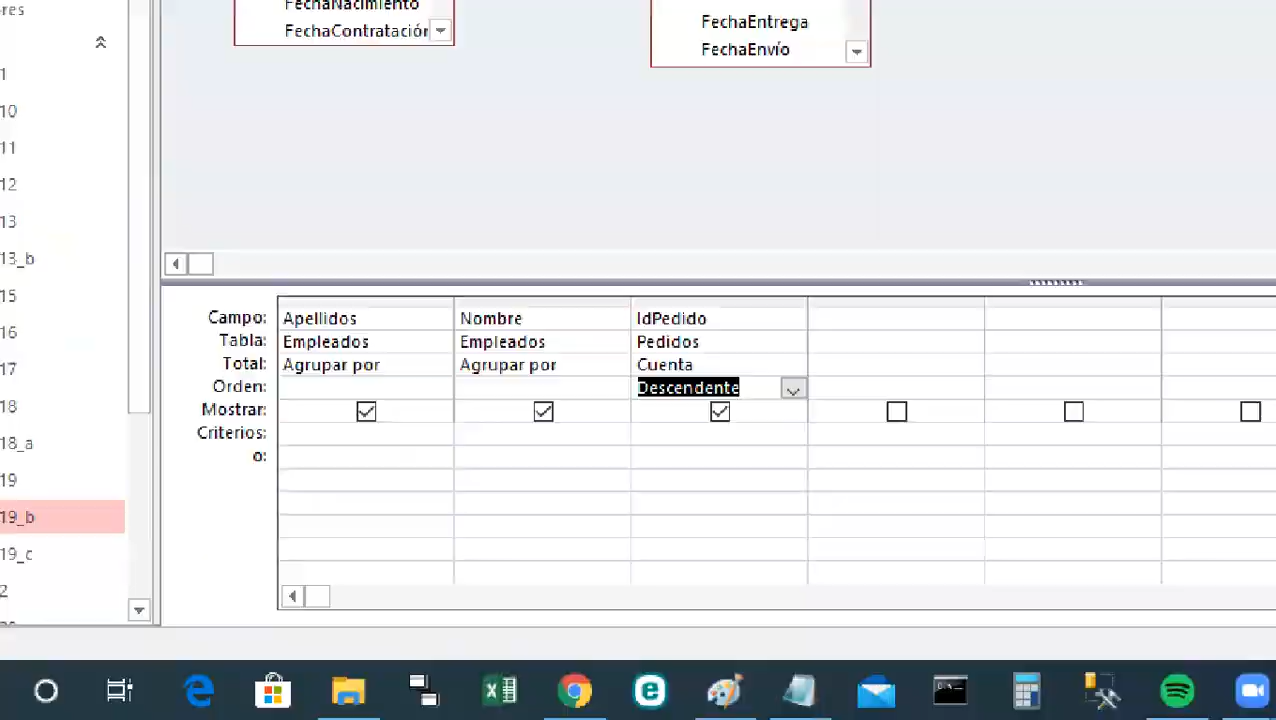 res
FechaNacimiento
FechaContratación
FechaEntrega
FechaEnvío
1
10
11
12
13
13_b
15
16
17
18
18_a
19
19_b
19_c
2
Campo: Apellidos Nombre IdPedido
Tabla: Empleados Empleados Pedidos
Total: Agrupar por Agrupar por Cuenta
Orden: Descendente
Mostrar:
Criterios:
o: